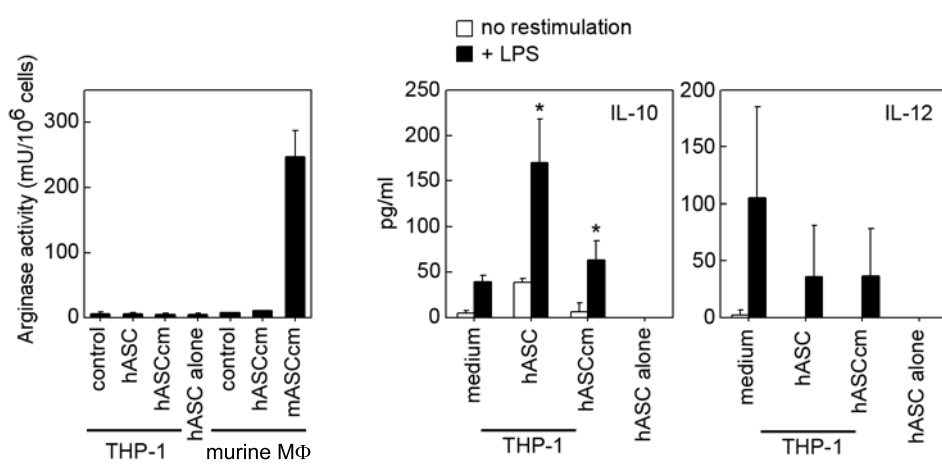 no restimulation
+ LPS
Arginase activity (mU/10^6 cells)
300
200
100
0
control
hASC
hASCcm
hASC alone
control
hASCcm
mASCcm
THP-1
murine MΦ
pg/ml
250
200
150
100
50
0
IL-10
*
*
medium
hASC
hASCcm
hASC alone
THP-1
200
150
100
50
0
IL-12
medium
hASC
hASCcm
hASC alone
THP-1